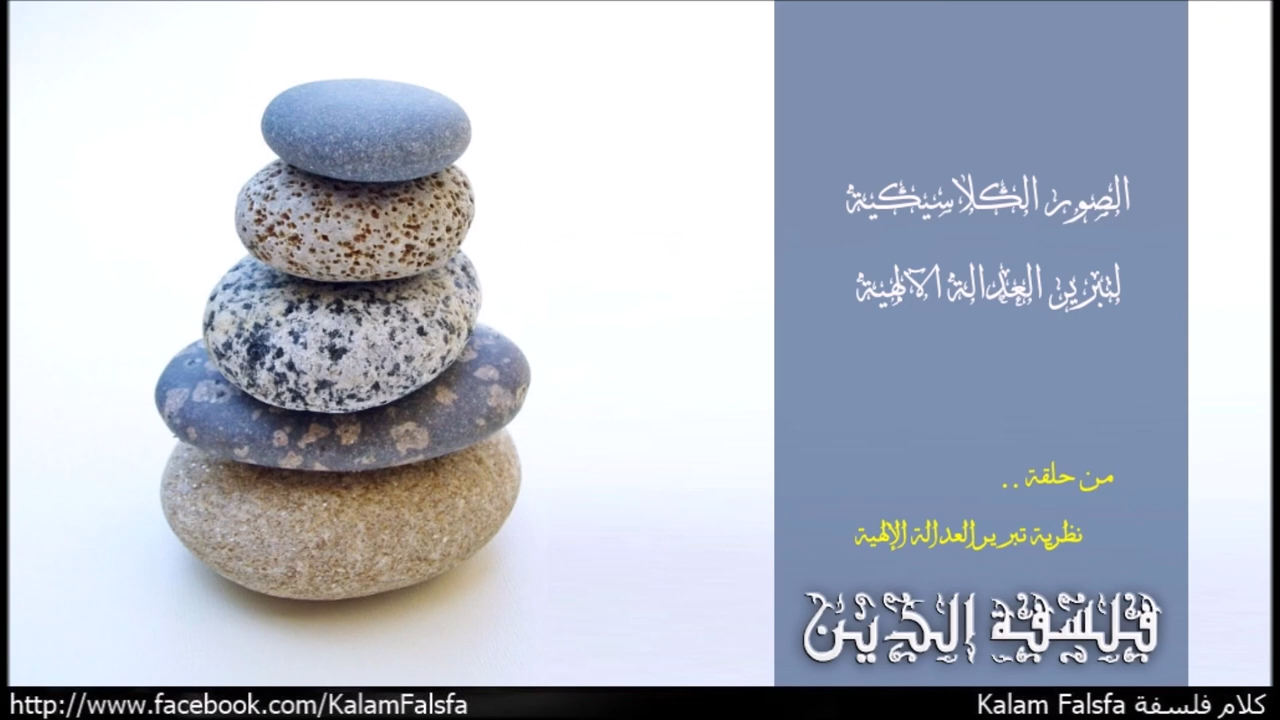 الصور الكلاسيكية
لتبرير العدالة الالهية
من حلقة ..
نظرية تبرير العدالة الإلهية
فلسفة الدين
http://www.facebook.com/KalamFalsfa
Kalam Falsfa كلام فلسفة